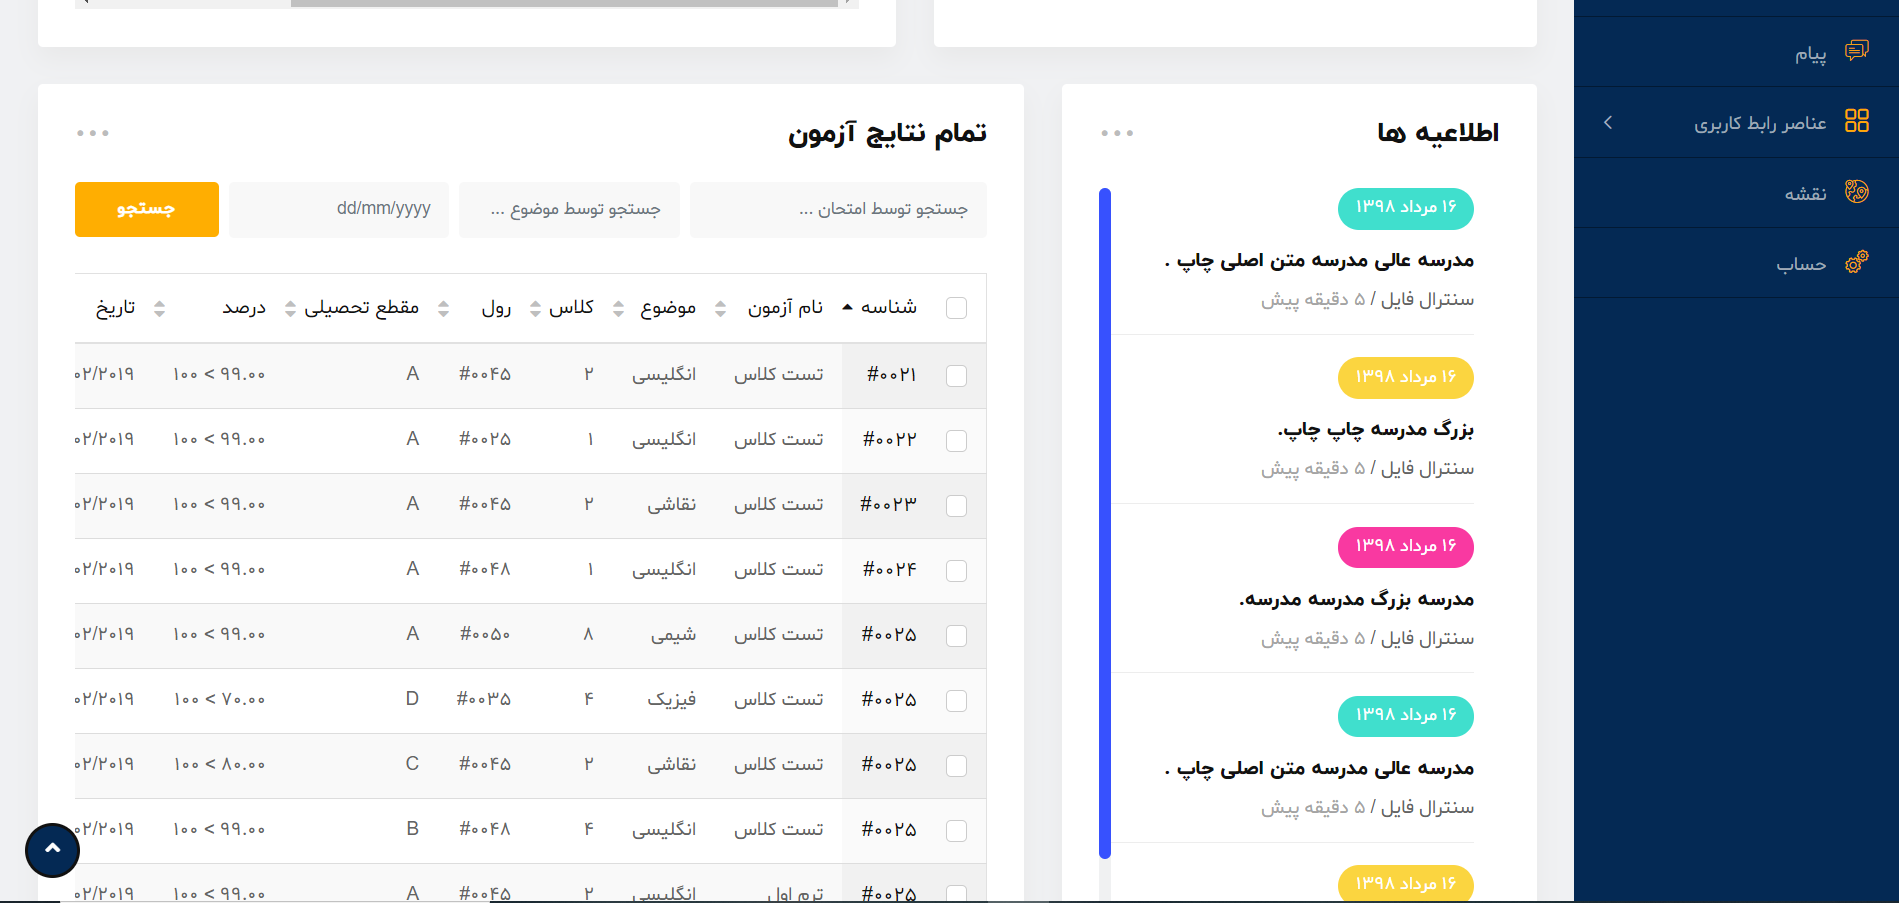 پیام
عناصر رابط کاربری
نقشه
حساب
اطلاعیه ها
۱۶ مرداد ۱۳۹۸
مدرسه عالی مدرسه متن اصلی چاپ .
سنترال فایل / ۵ دقیقه پیش
۱۶ مرداد ۱۳۹۸
بزرگ مدرسه چاپ چاپ.
سنترال فایل / ۵ دقیقه پیش
۱۶ مرداد ۱۳۹۸
مدرسه بزرگ مدرسه مدرسه.
سنترال فایل / ۵ دقیقه پیش
۱۶ مرداد ۱۳۹۸
مدرسه عالی مدرسه متن اصلی چاپ .
سنترال فایل / ۵ دقیقه پیش
۱۶ مرداد ۱۳۹۸
تمام نتایج آزمون
جستجو توسط امتحان ... جستجو توسط موضوع ... dd/mm/yyyy جستجو
شناسه نام آزمون موضوع کلاس رول مقطع تحصیلی درصد تاریخ
#۰۰۲۱ تست کلاس انگلیسی ۲ #۰۰۴۵ A ۹۹.۰۰ > ۱۰۰ ۰۲/۲۰۱۹
#۰۰۲۲ تست کلاس انگلیسی ۱ #۰۰۲۵ A ۹۹.۰۰ > ۱۰۰ ۰۲/۲۰۱۹
#۰۰۲۳ تست کلاس نقاشی ۲ #۰۰۴۵ A ۹۹.۰۰ > ۱۰۰ ۰۲/۲۰۱۹
#۰۰۲۴ تست کلاس انگلیسی ۱ #۰۰۴۸ A ۹۹.۰۰ > ۱۰۰ ۰۲/۲۰۱۹
#۰۰۲۵ تست کلاس شیمی ۸ #۰۰۵۰ A ۹۹.۰۰ > ۱۰۰ ۰۲/۲۰۱۹
#۰۰۲۵ تست کلاس فیزیک ۴ #۰۰۳۵ D ۷۰.۰۰ > ۱۰۰ ۰۲/۲۰۱۹
#۰۰۲۵ تست کلاس نقاشی ۲ #۰۰۴۵ C ۸۰.۰۰ > ۱۰۰ ۰۲/۲۰۱۹
#۰۰۲۵ تست کلاس انگلیسی ۴ #۰۰۴۸ B ۹۹.۰۰ > ۱۰۰ ۰۲/۲۰۱۹
#۰۰۲۵ ترم اول انگلیسی ۲ #۰۰۴۵ A ۹۹.۰۰ > ۱۰۰ ۰۲/۲۰۱۹